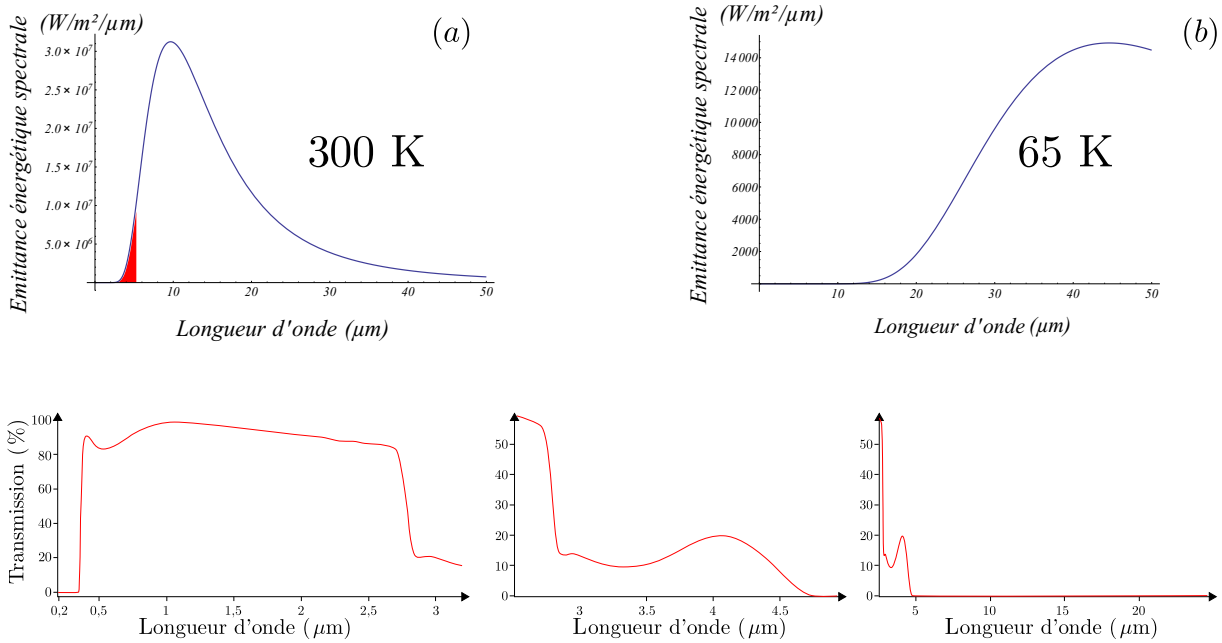 (W/m²/μm)
(a)
Emittance énergétique spectrale
3.0 × 10⁷
2.5 × 10⁷
2.0 × 10⁷
1.5 × 10⁷
1.0 × 10⁷
5.0 × 10⁶
300 K
10 20 30 40 50
Longueur d'onde (μm)
(W/m²/μm)
(b)
Emittance énergétique spectrale
14 000
12 000
10 000
8000
6000
4000
2000
65 K
10 20 30 40 50
Longueur d'onde (μm)
Transmission (%)
100
80
60
40
20
0
0,2 0,5 1 1,5 2 2,5 3
Longueur d'onde (μm)
50
40
30
20
10
0
3 3.5 4 4.5
Longueur d'onde (μm)
50
40
30
20
10
0
5 10 15 20
Longueur d'onde (μm)